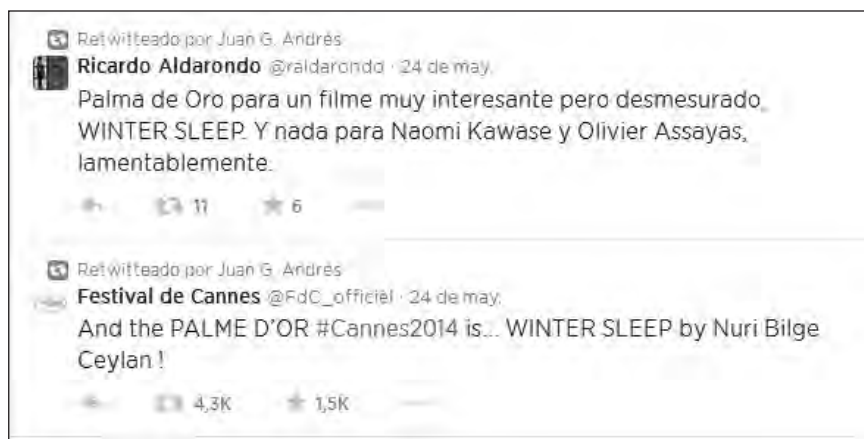 Retwitteado por Juan G. Andrés
Ricardo Aldarondo @raldarondo · 24 de may.
Palma de Oro para un filme muy interesante pero desmesurado,
WINTER SLEEP. Y nada para Naomi Kawase y Olivier Assayas,
lamentablemente.
11 6
Retwitteado por Juan G. Andrés
Festival de Cannes @FdC_officiel · 24 de may.
And the PALME D'OR #Cannes2014 is... WINTER SLEEP by Nuri Bilge
Ceylan !
4,3K 1,5K